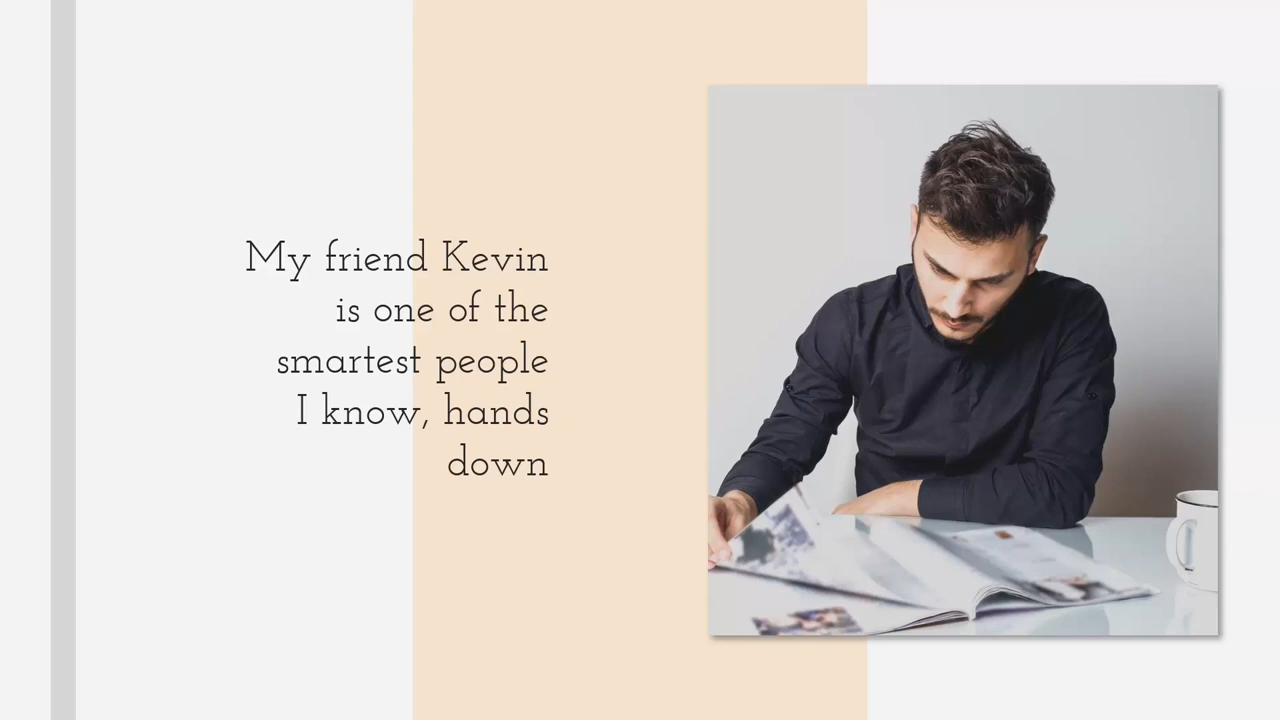 My friend Kevin
is one of the
smartest people
I know, hands
down